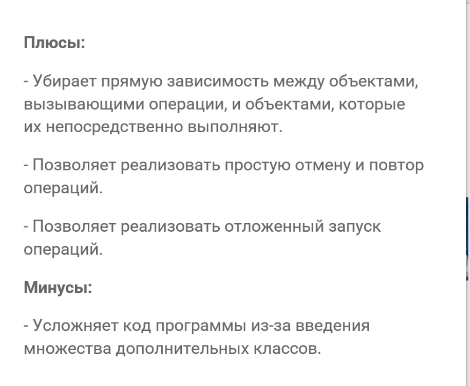 Плюсы:
- Убирает прямую зависимость между объектами,
вызывающими операции, и объектами, которые
их непосредственно выполняют.
- Позволяет реализовать простую отмену и повтор
операций.
- Позволяет реализовать отложенный запуск
операций.
Минусы:
- Усложняет код программы из-за введения
множества дополнительных классов.